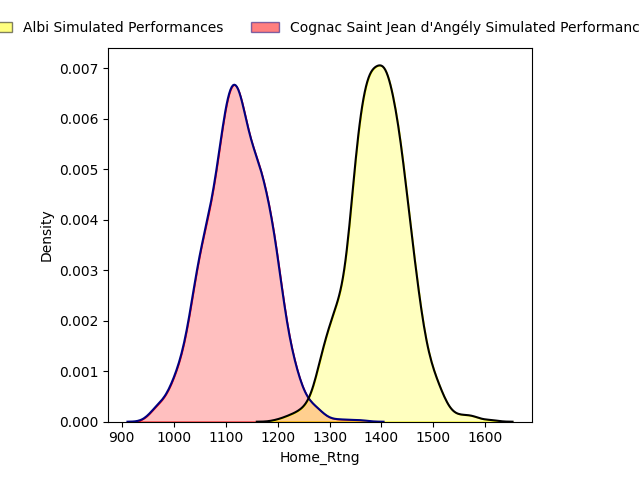 Albi Simulated Performances
Cognac Saint Jean d'Angély Simulated Performanc
0.007
0.006
0.005
0.004
0.003
0.002
0.001
0.000
Density
900 1000 1100 1200 1300 1400 1500 1600
Home_Rtng